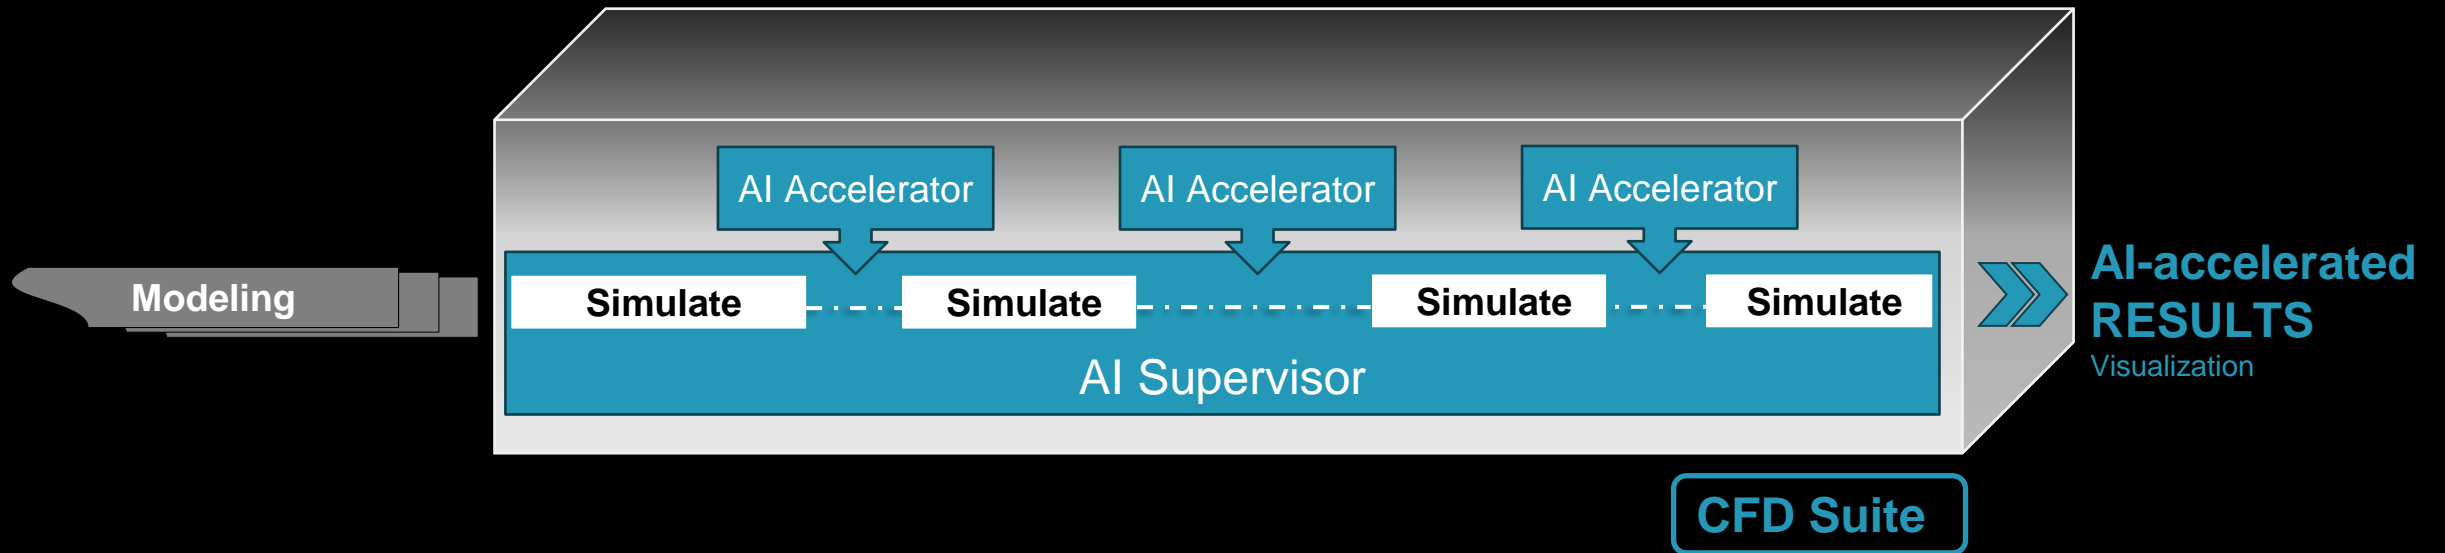 AI Accelerator
AI Accelerator
AI Accelerator
Modeling
Simulate
Simulate
Simulate
Simulate
AI Supervisor
AI-accelerated
RESULTS
Visualization
CFD Suite